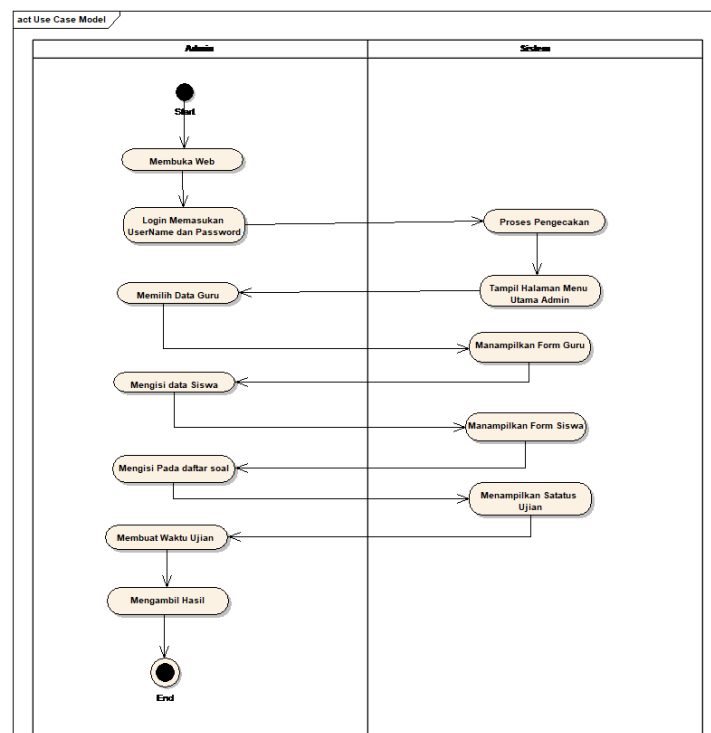 act Use Case Model
Admin
Sistem
Start
Membuka Web
Login Memasukan
UserName dan Password
Proses Pengecakan
Tampil Halaman Menu
Utama Admin
Memilih Data Guru
Manampilkan Form Guru
Mengisi data Siswa
Manampilkan Form Siswa
Mengisi Pada daftar soal
Menampilkan Satatus
Ujian
Membuat Waktu Ujian
Mengambil Hasil
End